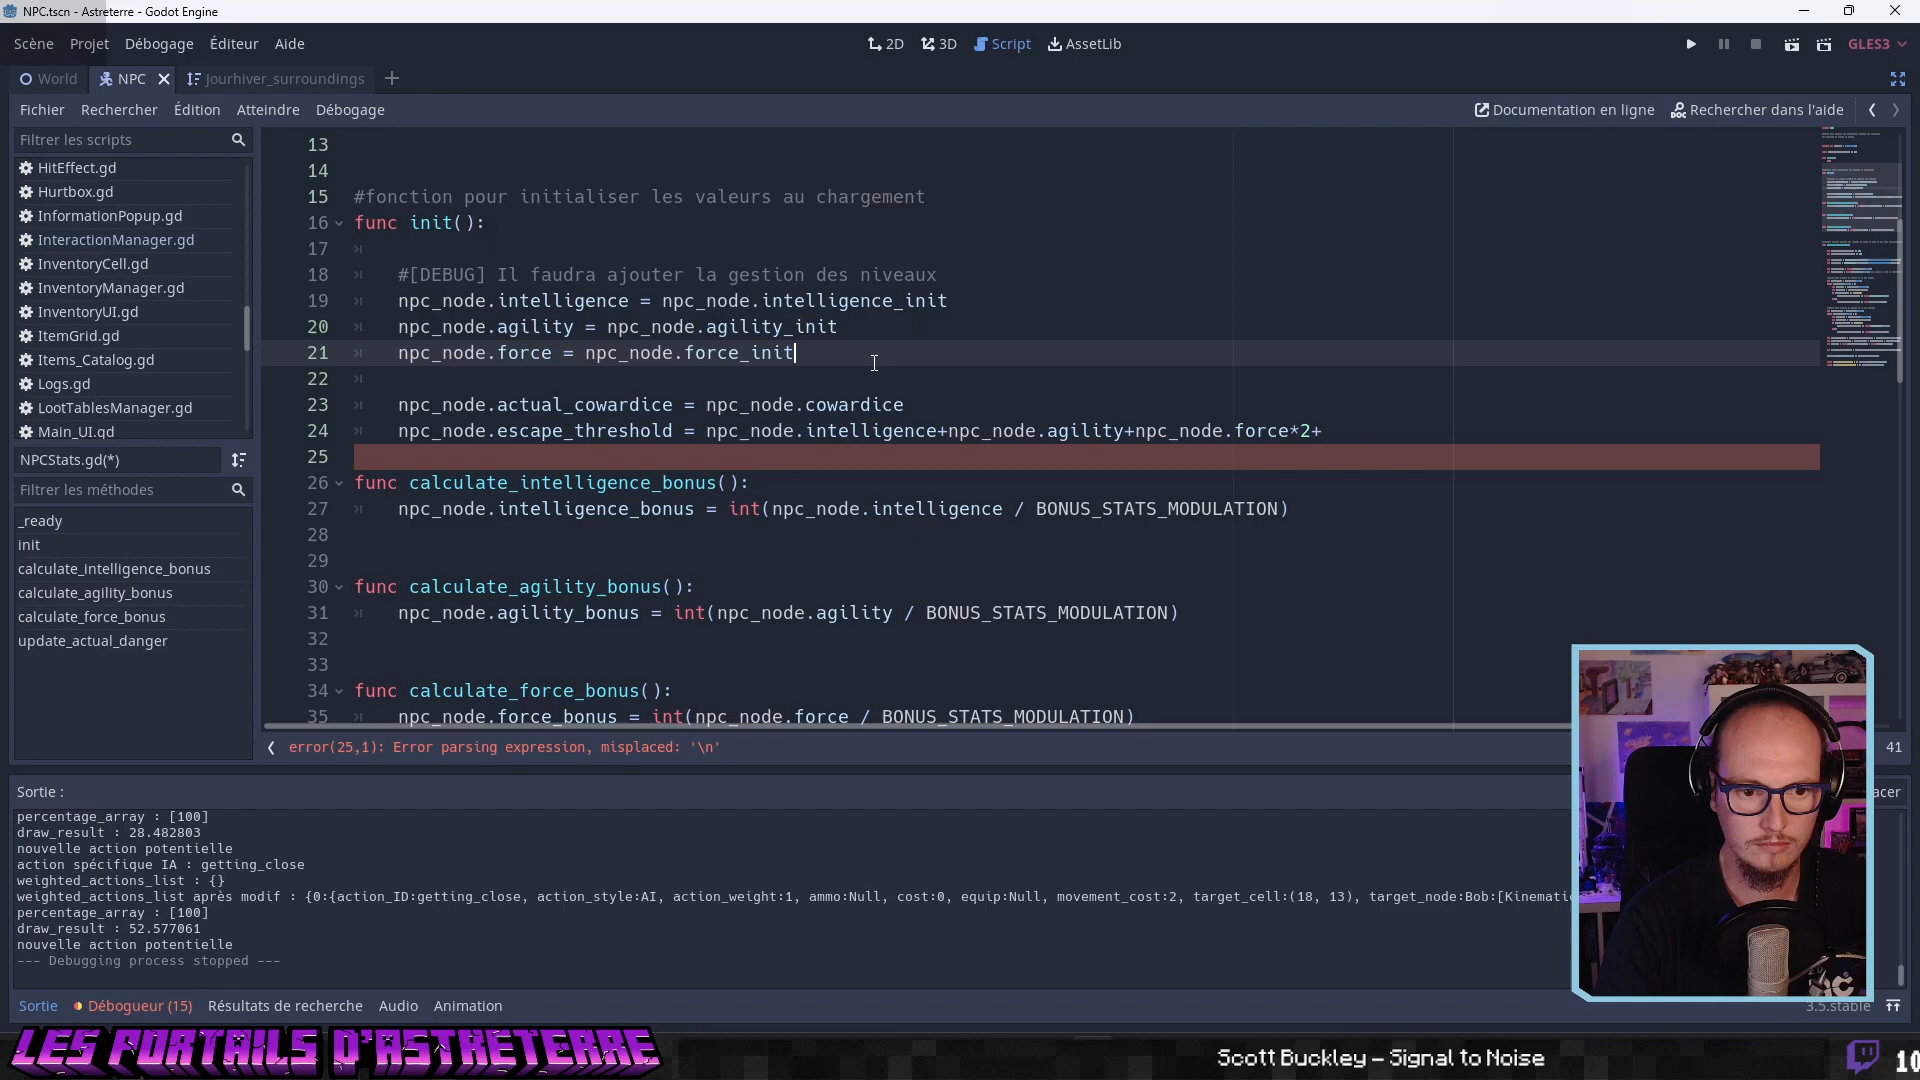 NPC.tscn - Astreterre - Godot Engine
Scène Projet Débogage Éditeur Aide
2D 3D Script AssetLib
GLES3
World NPC Jourhiver_surroundings
Fichier Rechercher Édition Atteindre Débogage
Documentation en ligne Rechercher dans l'aide
Filtrer les scripts
HitEffect.gd
Hurtbox.gd
InformationPopup.gd
InteractionManager.gd
InventoryCell.gd
InventoryManager.gd
InventoryUI.gd
ItemGrid.gd
Items_Catalog.gd
Logs.gd
LootTablesManager.gd
Main_UI.gd
NPCStats.gd(*)
Filtrer les méthodes
_ready
init
calculate_intelligence_bonus
calculate_agility_bonus
calculate_force_bonus
update_actual_danger
13
14
15 #fonction pour initialiser les valeurs au chargement
16 func init():
17
18 #[DEBUG] Il faudra ajouter la gestion des niveaux
19 npc_node.intelligence = npc_node.intelligence_init
20 npc_node.agility = npc_node.agility_init
21 npc_node.force = npc_node.force_init
22
23 npc_node.actual_cowardice = npc_node.cowardice
24 npc_node.escape_threshold = npc_node.intelligence+npc_node.agility+npc_node.force*2+
25
26 func calculate_intelligence_bonus():
27 npc_node.intelligence_bonus = int(npc_node.intelligence / BONUS_STATS_MODULATION)
28
29
30 func calculate_agility_bonus():
31 npc_node.agility_bonus = int(npc_node.agility / BONUS_STATS_MODULATION)
32
33
34 func calculate_force_bonus():
35 npc_node.force_bonus = int(npc_node.force / BONUS_STATS_MODULATION)
error(25,1): Error parsing expression, misplaced: '\n'
41
Sortie :
acer
percentage_array : [100]
draw_result : 28.482803
nouvelle action potentielle
action spécifique IA : getting_close
weighted_actions_list : {}
weighted_actions_list après modif : {0:{action_ID:getting_close, action_style:AI, action_weight:1, ammo:Null, cost:0, equip:Null, movement_cost:2, target_cell:(18, 13), target_node:Bob:[Kinemati
percentage_array : [100]
draw_result : 52.577061
nouvelle action potentielle
--- Debugging process stopped ---
Sortie Débogueur (15) Résultats de recherche Audio Animation
3.5.stable
LES PORTAILS D'ASTRETERRE
Scott Buckley – Signal to Noise
10